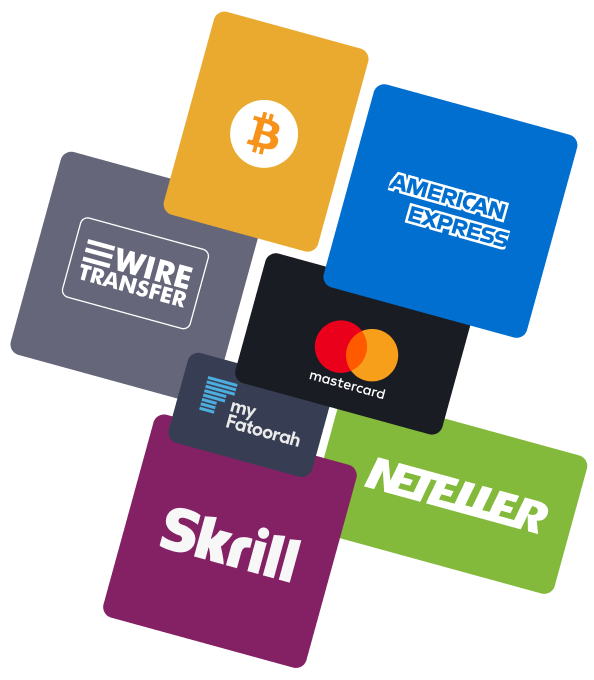 AMERICAN
EXPRESS
WIRE
TRANSFER
mastercard
my
Fatoorah
NETELLER
Skrill